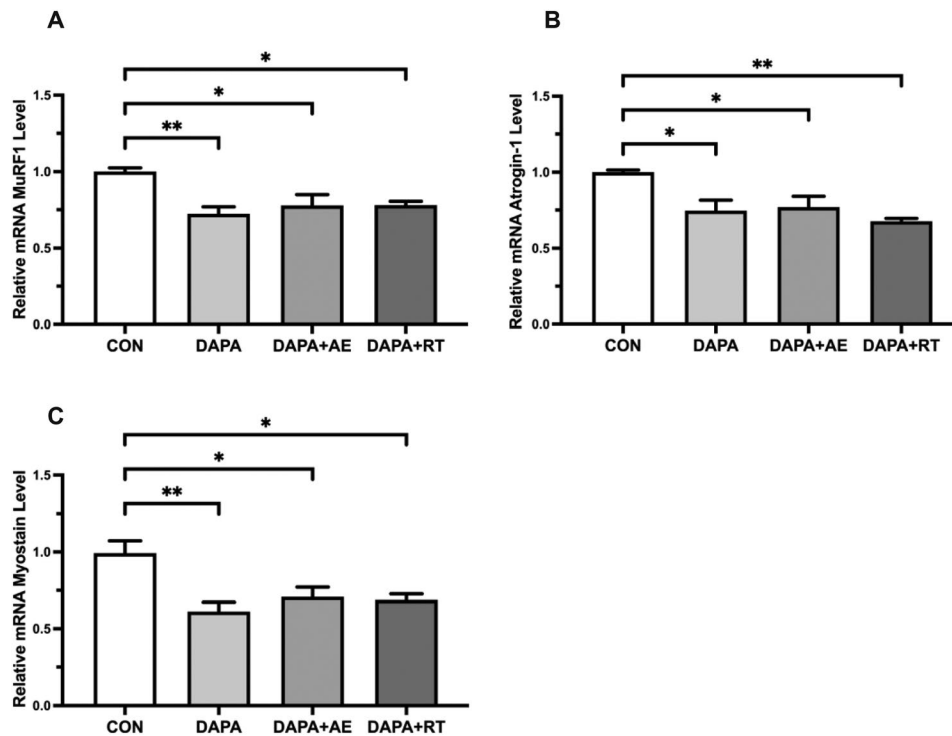 A
*
*
**
Relative mRNA MuRF1 Level
1.5
1.0
0.5
0.0
CON DAPA DAPA+AE DAPA+RT
B
**
*
*
Relative mRNA Atrogin-1 Level
1.5
1.0
0.5
0.0
CON DAPA DAPA+AE DAPA+RT
C
*
*
**
Relative mRNA Myostain Level
1.5
1.0
0.5
0.0
CON DAPA DAPA+AE DAPA+RT